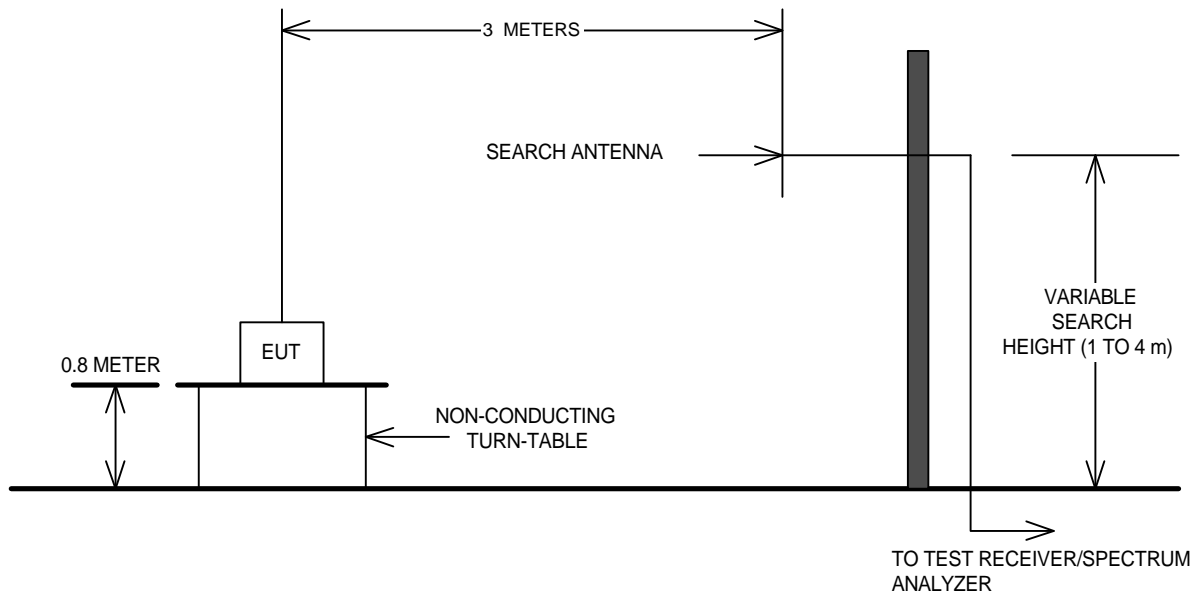 3 METERS
SEARCH ANTENNA
EUT
0.8 METER
NON-CONDUCTING
TURN-TABLE
VARIABLE
SEARCH
HEIGHT (1 TO 4 m)
TO TEST RECEIVER/SPECTRUM
ANALYZER